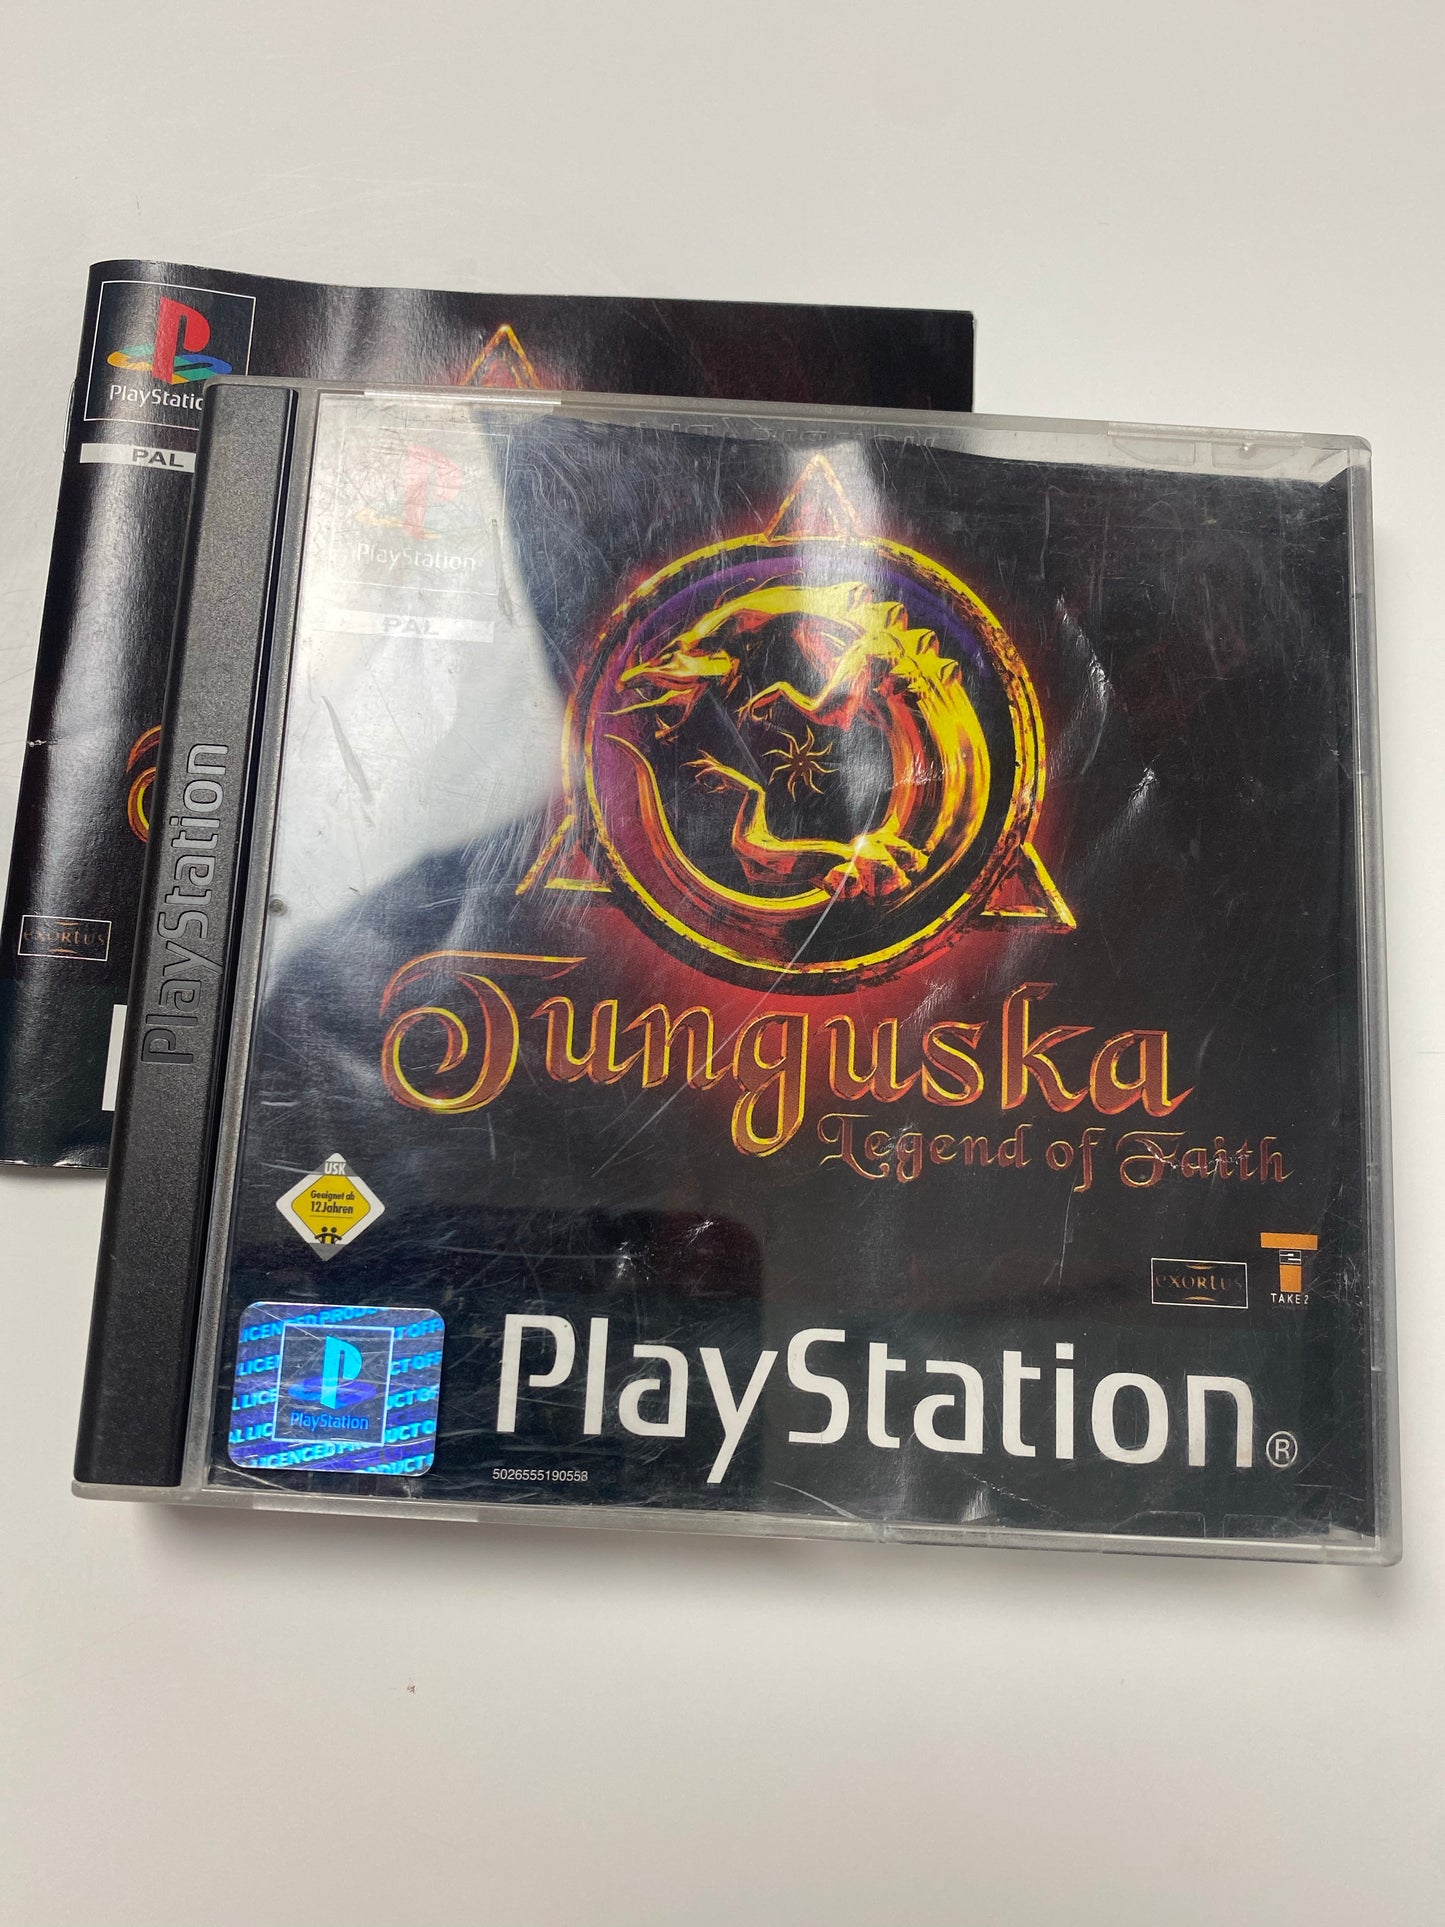 PlayStation
PAL
exortus
PlayStation
PlayStation
PAL
Tunguska
Legend of Faith
USK
Geeignet ab
12 Jahren
exortus
TAKE 2
PlayStation
PlayStation®
5026555190558